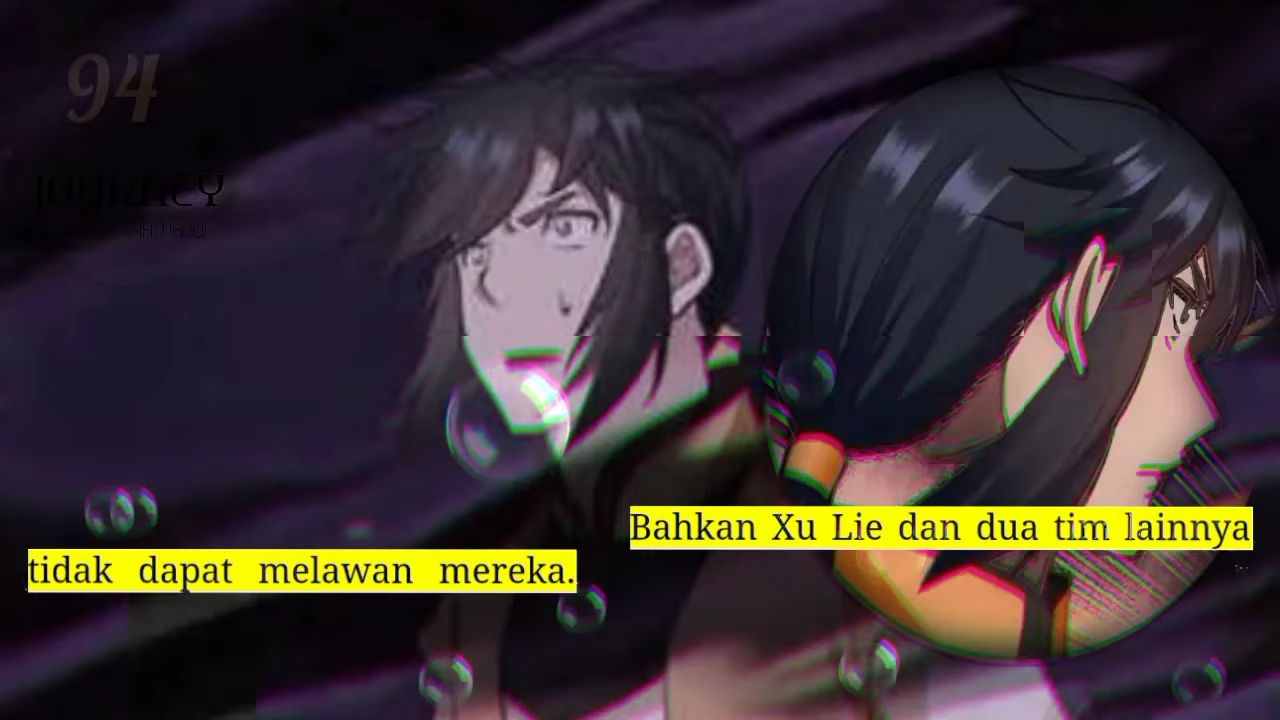 94
JOURNEY
Bahkan Xu Lie dan dua tim lainnya
tidak dapat melawan mereka.